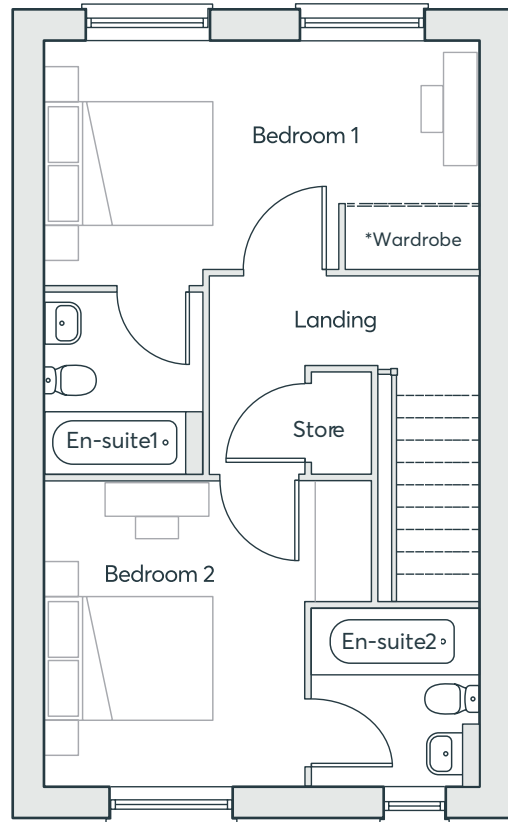 Bedroom 1
*Wardrobe
Landing
Store
En-suite1
Bedroom 2
En-suite2